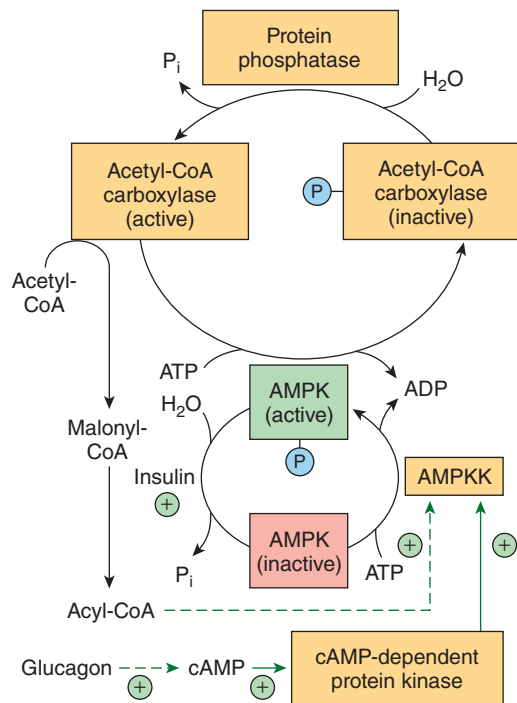 Protein
phosphatase
Pi
H2O
Acetyl-CoA
carboxylase
(active)
P
Acetyl-CoA
carboxylase
(inactive)
Acetyl-
CoA
ATP
ADP
H2O
AMPK
(active)
P
Malonyl-
CoA
Insulin
+
AMPKK
AMPK
(inactive)
+
+
Pi
ATP
Acyl-CoA
Glucagon
+
cAMP
+
cAMP-dependent
protein kinase